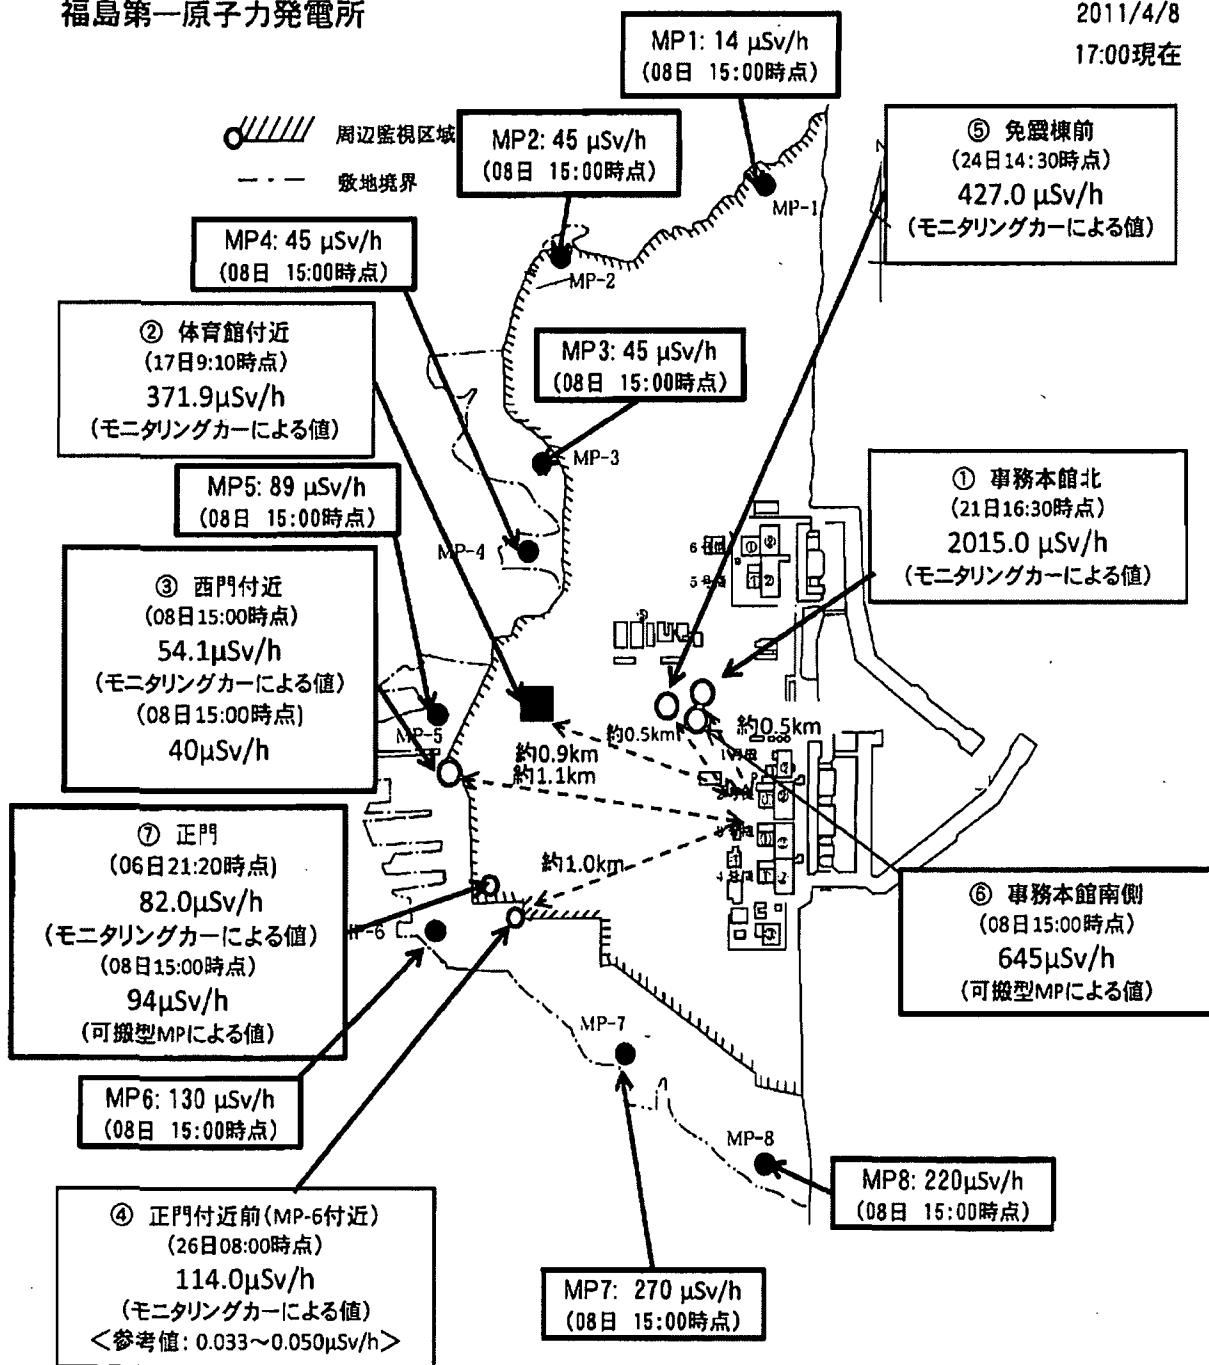 福島第一原子力発電所
2011/4/8
17:00現在
MP1: 14 μSv/h
(08日 15:00時点)
周辺監視区域
敷地境界
MP2: 45 μSv/h
(08日 15:00時点)
⑤ 免震棟前
(24日14:30時点)
427.0 μSv/h
(モニタリングカーによる値)
N
MP-1
MP4: 45 μSv/h
(08日 15:00時点)
MP-2
② 体育館付近
(17日9:10時点)
371.9μSv/h
(モニタリングカーによる値)
MP3: 45 μSv/h
(08日 15:00時点)
MP-3
① 事務本館北
(21日16:30時点)
2015.0 μSv/h
(モニタリングカーによる値)
MP5: 89 μSv/h
(08日 15:00時点)
MP-4
③ 西門付近
(08日15:00時点)
54.1μSv/h
(モニタリングカーによる値)
(08日15:00時点)
40μSv/h
MP-5
約0.5km
約0.5km
約0.9km
約1.1km
⑦ 正門
(06日21:20時点)
82.0μSv/h
(モニタリングカーによる値)
(08日15:00時点)
94μSv/h
(可搬型MPによる値)
約1.0km
⑥ 事務本館南側
(08日15:00時点)
645μSv/h
(可搬型MPによる値)
MP-7
MP6: 130 μSv/h
(08日 15:00時点)
MP-8
MP8: 220μSv/h
(08日 15:00時点)
④ 正門付近前(MP-6付近)
(26日08:00時点)
114.0μSv/h
(モニタリングカーによる値)
<参考値: 0.033~0.050μSv/h>
MP7: 270 μSv/h
(08日 15:00時点)